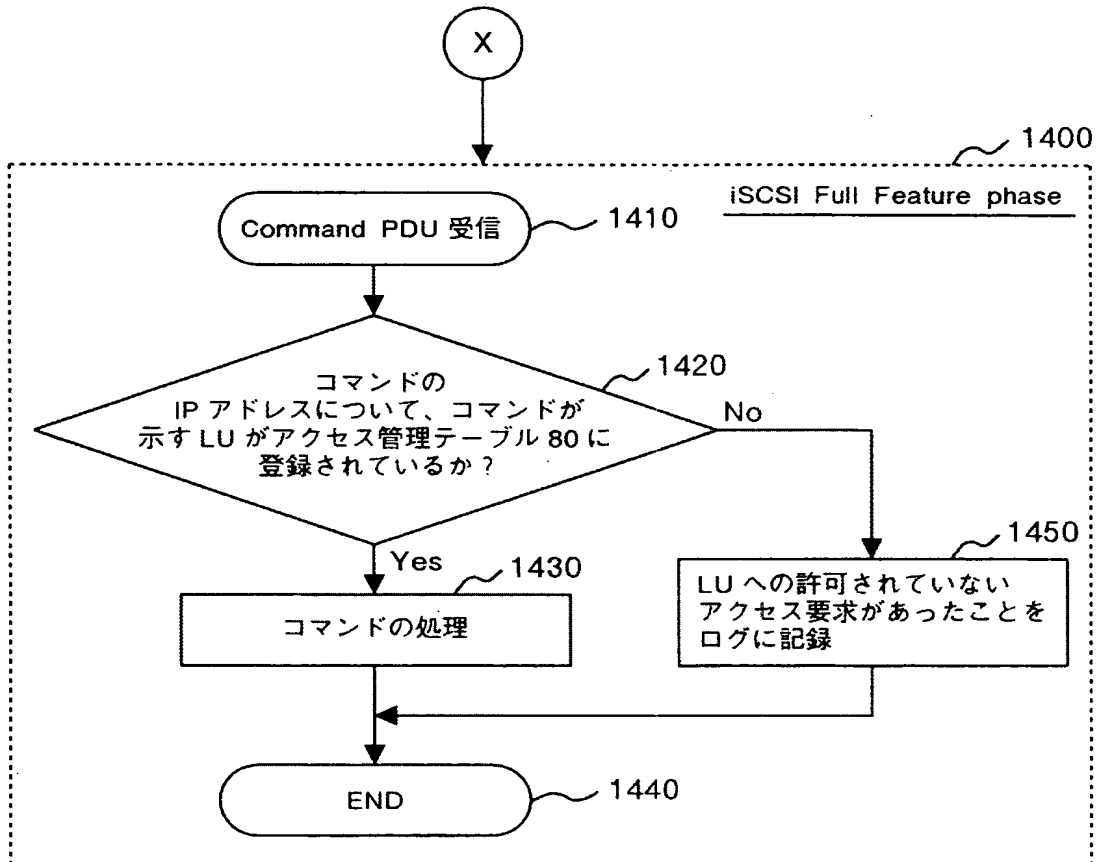 X
1400
iSCSI Full Feature phase
Command PDU 受信
1410
1420
コマンドの
IP アドレスについて、コマンドが
示す LU がアクセス管理テーブル 80 に
登録されているか？
No
Yes
1430
コマンドの処理
1450
LU への許可されていない
アクセス要求があったことを
ログに記録
END
1440